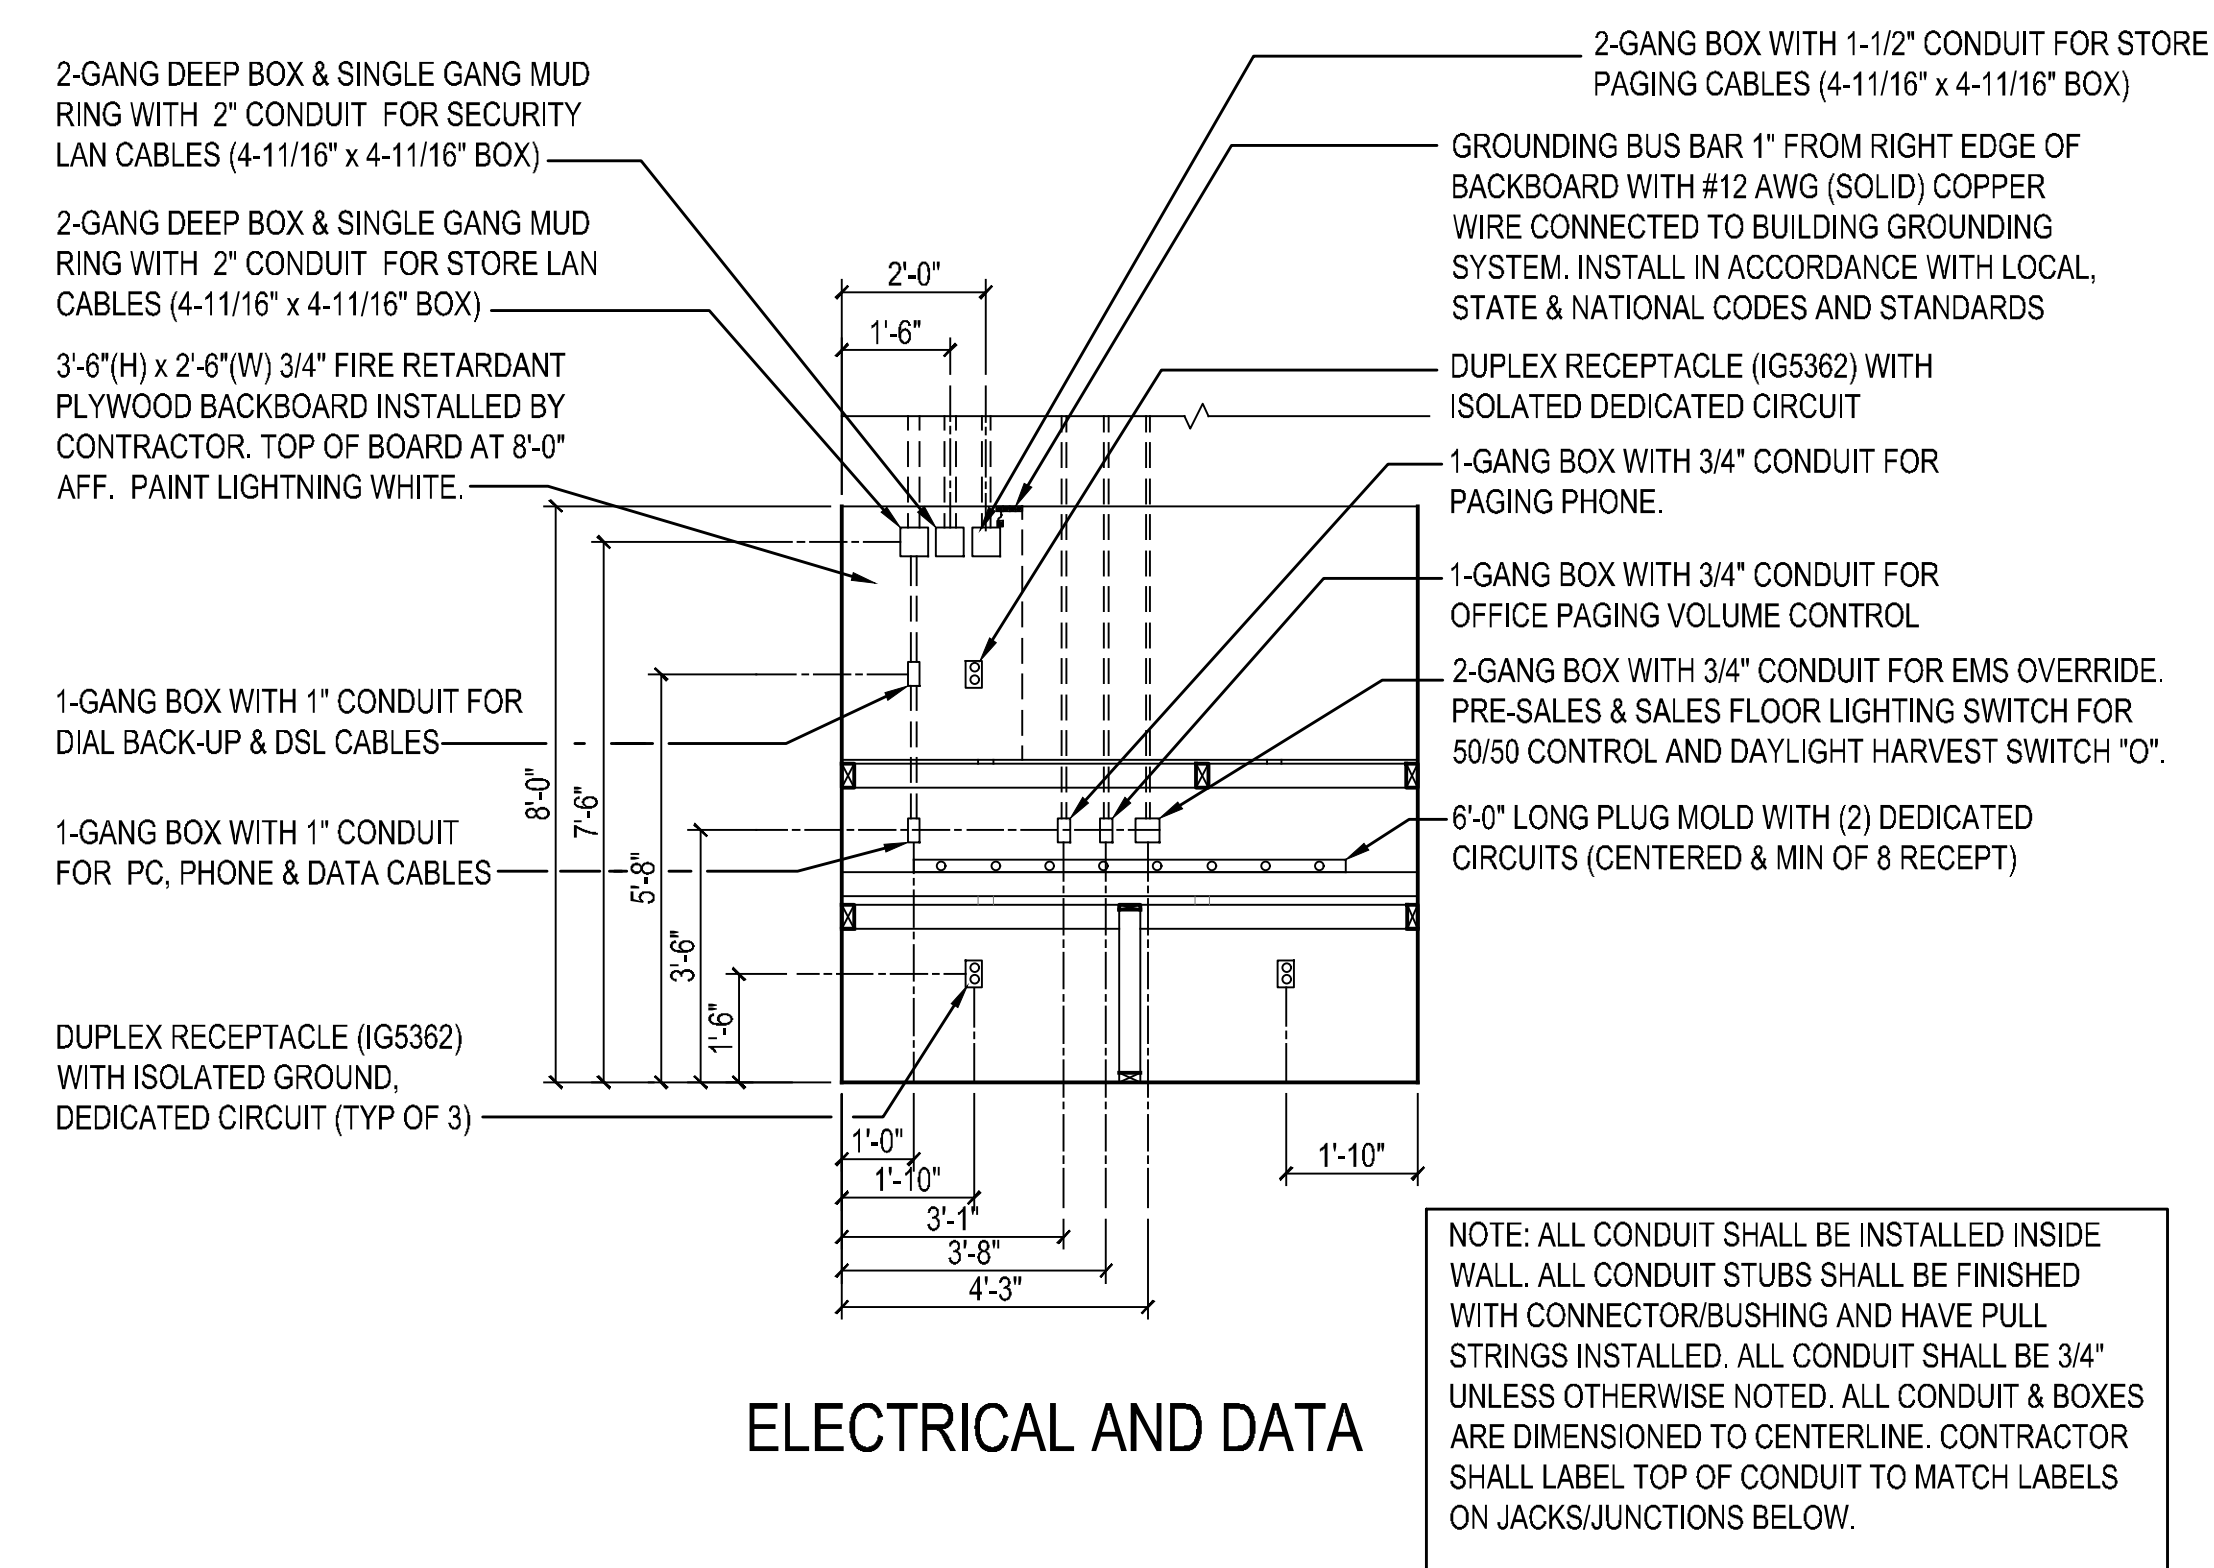 2-GANG DEEP BOX & SINGLE GANG MUD
RING WITH 2" CONDUIT FOR SECURITY
LAN CABLES (4-11/16" x 4-11/16" BOX)
2-GANG DEEP BOX & SINGLE GANG MUD
RING WITH 2" CONDUIT FOR STORE LAN
CABLES (4-11/16" x 4-11/16" BOX)
3'-6"(H) x 2'-6"(W) 3/4" FIRE RETARDANT
PLYWOOD BACKBOARD INSTALLED BY
CONTRACTOR. TOP OF BOARD AT 8'-0"
AFF. PAINT LIGHTNING WHITE.
1-GANG BOX WITH 1" CONDUIT FOR
DIAL BACK-UP & DSL CABLES
1-GANG BOX WITH 1" CONDUIT
FOR PC, PHONE & DATA CABLES
DUPLEX RECEPTACLE (IG5362)
WITH ISOLATED GROUND,
DEDICATED CIRCUIT (TYP OF 3)
2'-0"
1'-6"
8'-0"
7'-6"
5'-8"
3'-6"
1'-6"
1'-0"
1'-10"
3'-1"
3'-8"
4'-3"
1'-10"
2-GANG BOX WITH 1-1/2" CONDUIT FOR STORE
PAGING CABLES (4-11/16" x 4-11/16" BOX)
GROUNDING BUS BAR 1" FROM RIGHT EDGE OF
BACKBOARD WITH #12 AWG (SOLID) COPPER
WIRE CONNECTED TO BUILDING GROUNDING
SYSTEM. INSTALL IN ACCORDANCE WITH LOCAL,
STATE & NATIONAL CODES AND STANDARDS
DUPLEX RECEPTACLE (IG5362) WITH
ISOLATED DEDICATED CIRCUIT
1-GANG BOX WITH 3/4" CONDUIT FOR
PAGING PHONE.
1-GANG BOX WITH 3/4" CONDUIT FOR
OFFICE PAGING VOLUME CONTROL
2-GANG BOX WITH 3/4" CONDUIT FOR EMS OVERRIDE.
PRE-SALES & SALES FLOOR LIGHTING SWITCH FOR
50/50 CONTROL AND DAYLIGHT HARVEST SWITCH "O".
6'-0" LONG PLUG MOLD WITH (2) DEDICATED
CIRCUITS (CENTERED & MIN OF 8 RECEPT)
ELECTRICAL AND DATA
NOTE: ALL CONDUIT SHALL BE INSTALLED INSIDE
WALL. ALL CONDUIT STUBS SHALL BE FINISHED
WITH CONNECTOR/BUSHING AND HAVE PULL
STRINGS INSTALLED. ALL CONDUIT SHALL BE 3/4"
UNLESS OTHERWISE NOTED. ALL CONDUIT & BOXES
ARE DIMENSIONED TO CENTERLINE. CONTRACTOR
SHALL LABEL TOP OF CONDUIT TO MATCH LABELS
ON JACKS/JUNCTIONS BELOW.